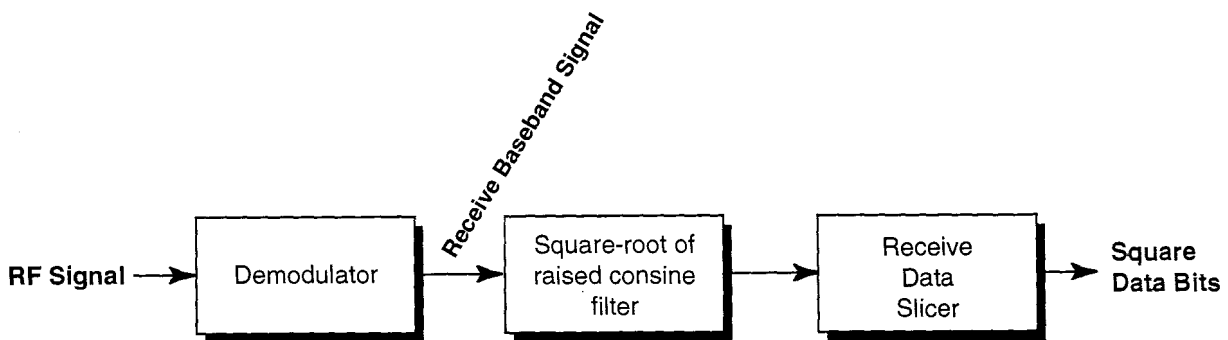 Receive Baseband Signal
RF Signal
Demodulator
Square-root of
raised consine
filter
Receive
Data
Slicer
Square
Data Bits